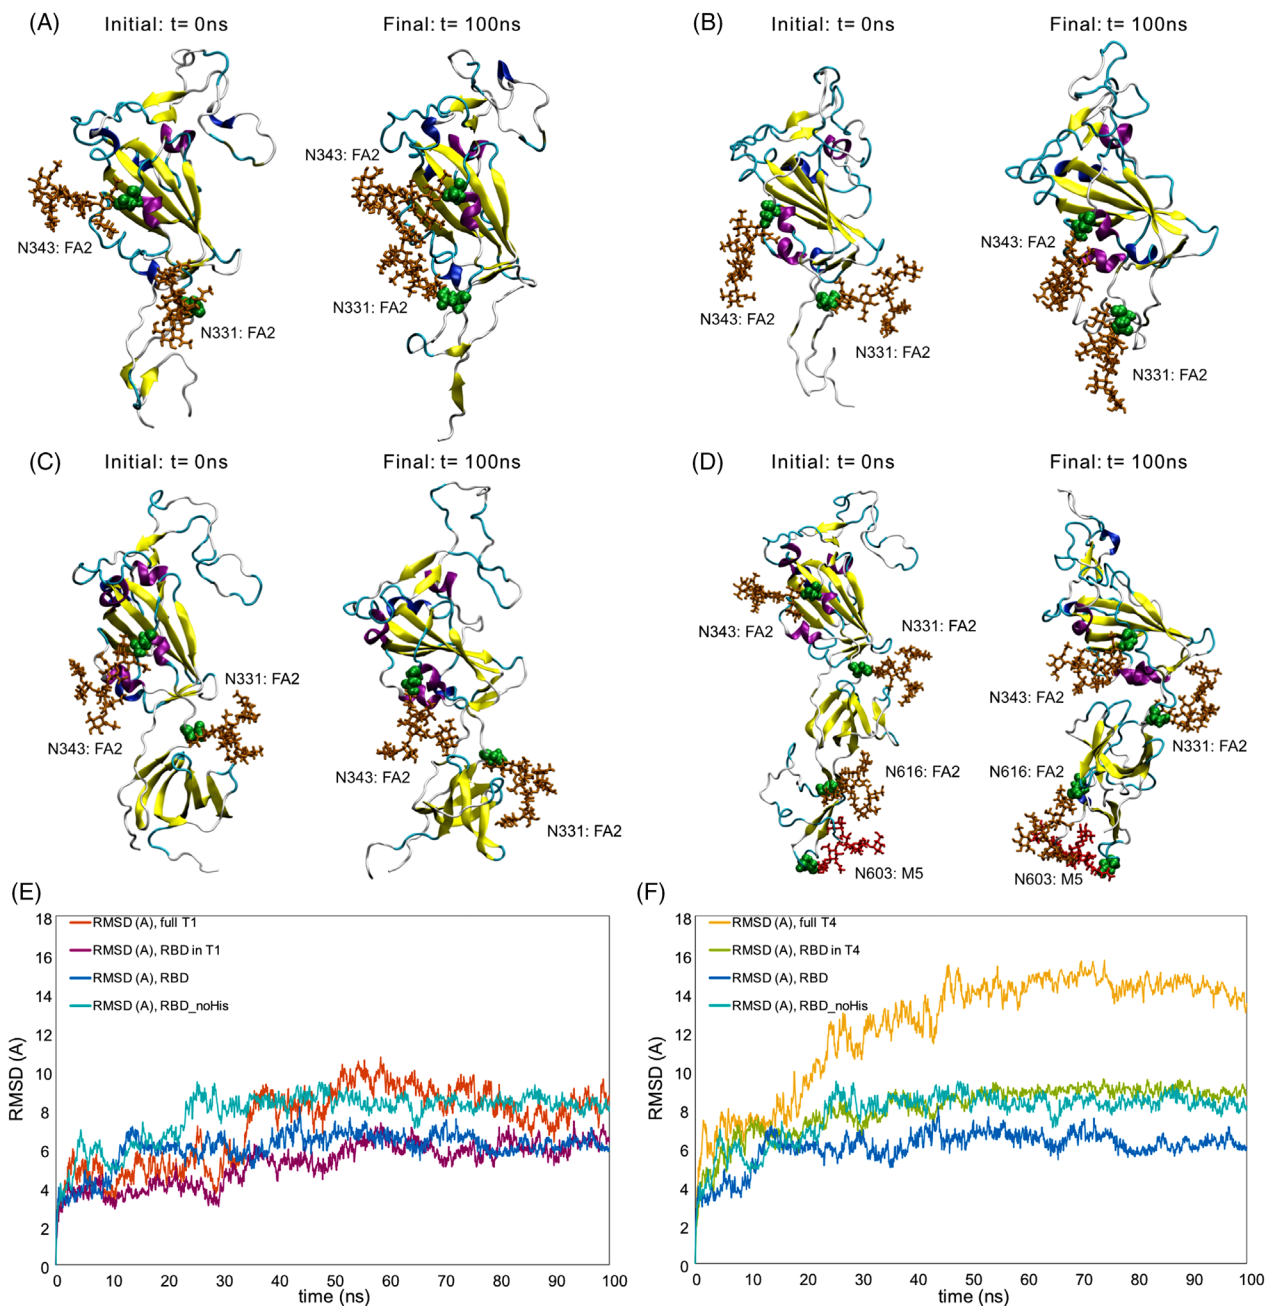 (A)
Initial: t= 0ns
Final: t= 100ns
N343: FA2
N331: FA2
N343: FA2
N331: FA2
(B)
Initial: t= 0ns
Final: t= 100ns
N343: FA2
N331: FA2
N343: FA2
N331: FA2
(C)
Initial: t= 0ns
Final: t= 100ns
N331: FA2
N343: FA2
N343: FA2
N331: FA2
(D)
Initial: t= 0ns
Final: t= 100ns
N343: FA2
N331: FA2
N616: FA2
N603: M5
N343: FA2
N331: FA2
N616: FA2
N603: M5
(E)
RMSD (A), full T1
RMSD (A), RBD in T1
RMSD (A), RBD
RMSD (A), RBD_noHis
RMSD (A)
18
16
14
12
10
8
6
4
2
0
0 10 20 30 40 50 60 70 80 90 100
time (ns)
(F)
RMSD (A), full T4
RMSD (A), RBD in T4
RMSD (A), RBD
RMSD (A), RBD_noHis
RMSD (A)
18
16
14
12
10
8
6
4
2
0
0 10 20 30 40 50 60 70 80 90 100
time (ns)